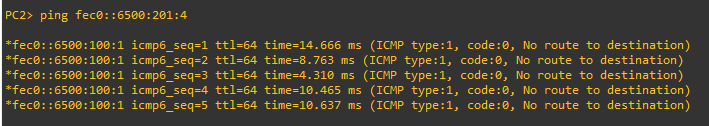 PC2> ping fec0::6500:201:4
*fec0::6500:100:1 icmp6_seq=1 ttl=64 time=14.666 ms (ICMP type:1, code:0, No route to destination)
*fec0::6500:100:1 icmp6_seq=2 ttl=64 time=8.763 ms (ICMP type:1, code:0, No route to destination)
*fec0::6500:100:1 icmp6_seq=3 ttl=64 time=4.310 ms (ICMP type:1, code:0, No route to destination)
*fec0::6500:100:1 icmp6_seq=4 ttl=64 time=10.465 ms (ICMP type:1, code:0, No route to destination)
*fec0::6500:100:1 icmp6_seq=5 ttl=64 time=10.637 ms (ICMP type:1, code:0, No route to destination)